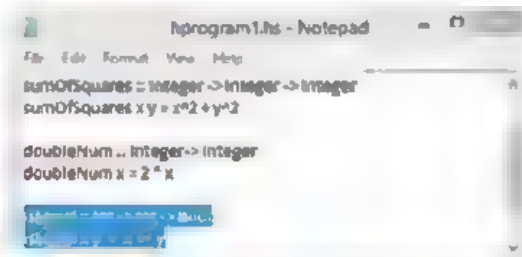 hprogram1.hs - Notepad
File Edit Format View Help
sumOfSquares :: Integer -> Integer -> Integer
sumOfSquares x y = x^2 + y^2
doubleNum :: Integer -> Integer
doubleNum x = 2 * x